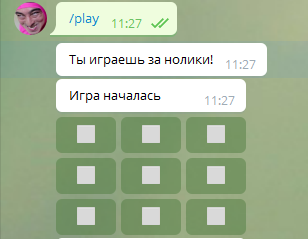 /play 11:27
Ты играешь за нолики! 11:27
Игра началась 11:27